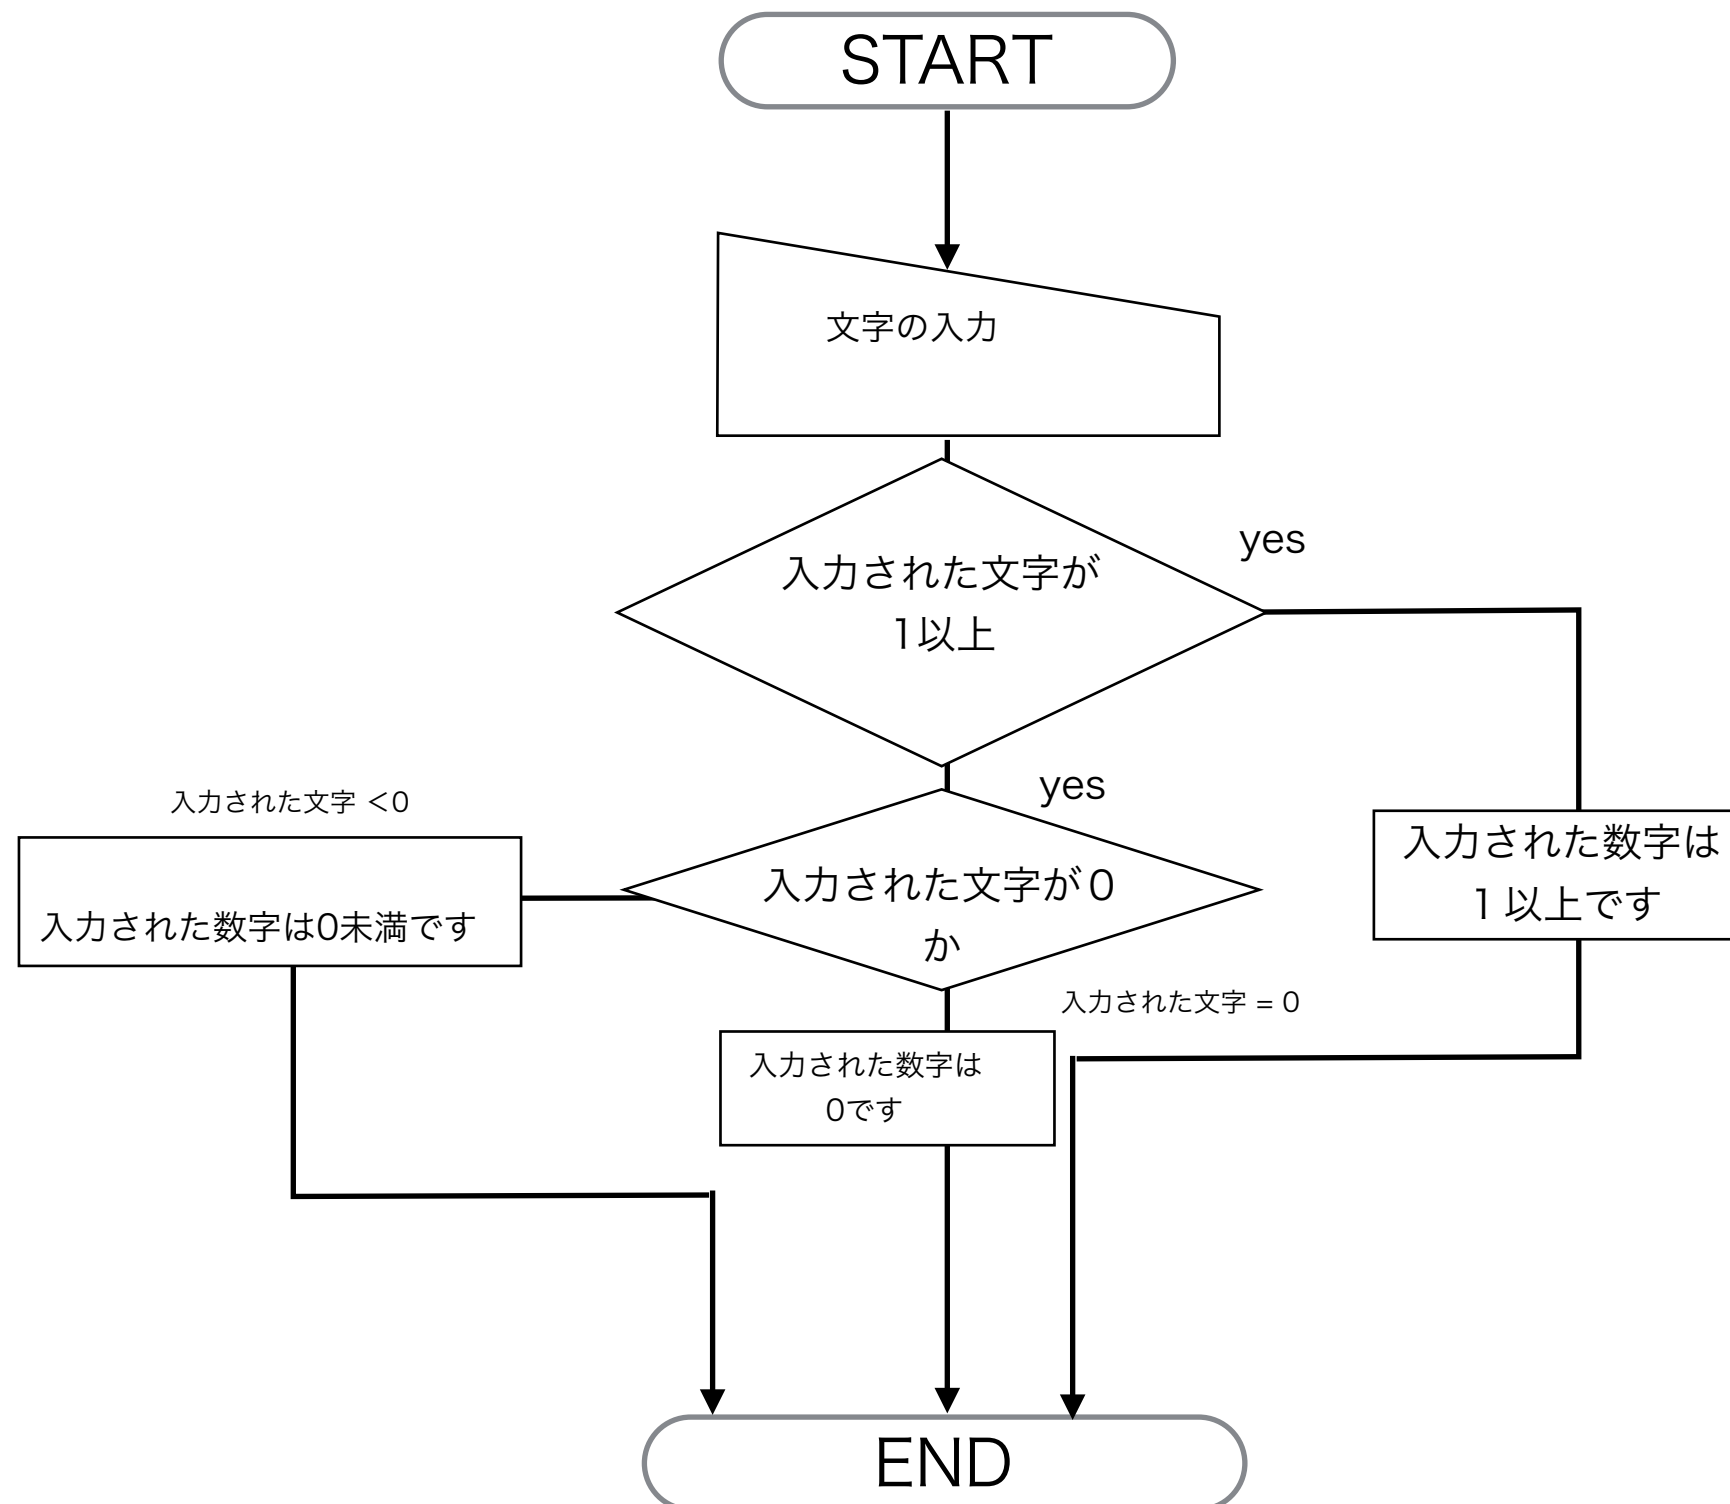 START
文字の入力
入力された文字が
1以上
yes
yes
入力された文字 <0
入力された数字は0未満です
入力された文字が0
か
入力された数字は
1以上です
入力された文字 = 0
入力された数字は
0です
END